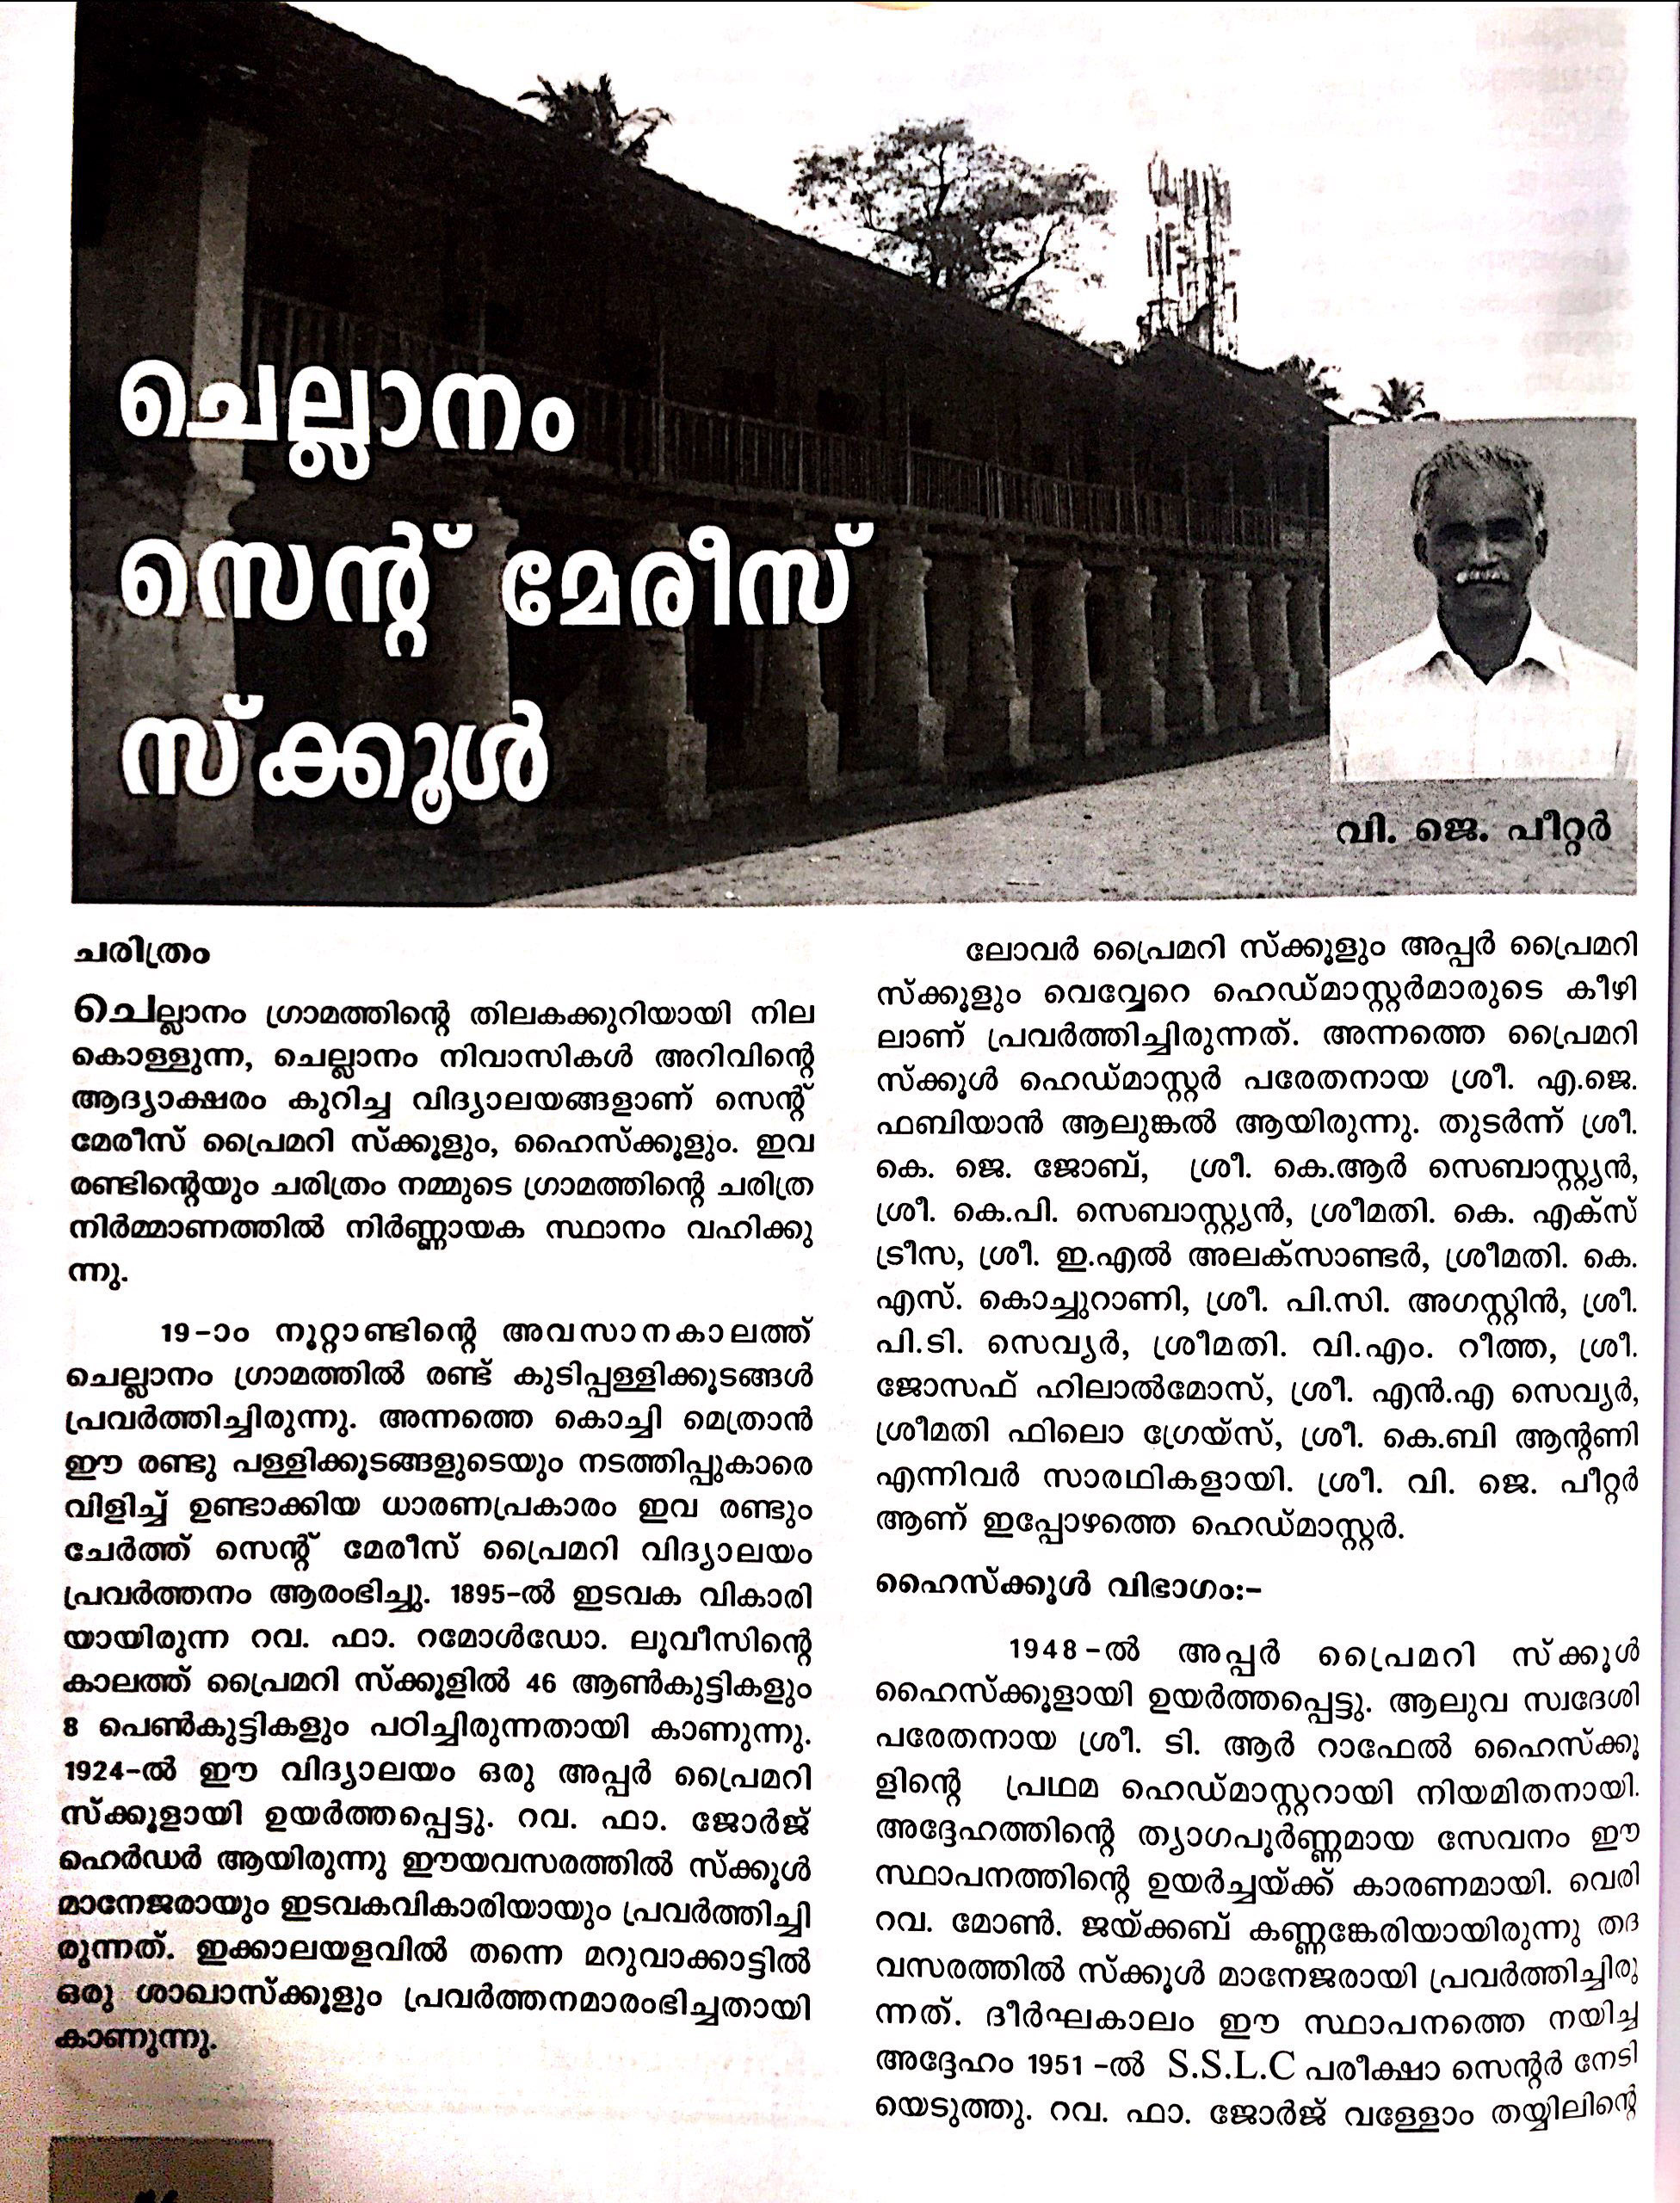 ചെല്ലാനം
സെന്റ് മേരീസ്
സ്ക്കൂൾ
വി. ജെ. പീറ്റർ
ചരിത്രം
ചെല്ലാനം ഗ്രാമത്തിന്റെ തിലകക്കുറിയായി നില
കൊള്ളുന്ന, ചെല്ലാനം നിവാസികൾ അറിവിന്റെ
ആദ്യാക്ഷരം കുറിച്ച വിദ്യാലയങ്ങളാണ് സെന്റ്
മേരീസ് പ്രൈമറി സ്ക്കൂളും, ഹൈസ്ക്കൂളും. ഇവ
രണ്ടിന്റെയും ചരിത്രം നമ്മുടെ ഗ്രാമത്തിന്റെ ചരിത്ര
നിർമ്മാണത്തിൽ നിർണ്ണായക സ്ഥാനം വഹിക്കു
ന്നു.
19-ാം നൂറ്റാണ്ടിന്റെ അവസാനകാലത്ത്
ചെല്ലാനം ഗ്രാമത്തിൽ രണ്ട് കുടിപ്പള്ളിക്കൂടങ്ങൾ
പ്രവർത്തിച്ചിരുന്നു. അന്നത്തെ കൊച്ചി മെത്രാൻ
ഈ രണ്ടു പള്ളിക്കൂടങ്ങളുടെയും നടത്തിപ്പുകാരെ
വിളിച്ച് ഉണ്ടാക്കിയ ധാരണപ്രകാരം ഇവ രണ്ടും
ചേർത്ത് സെന്റ് മേരീസ് പ്രൈമറി വിദ്യാലയം
പ്രവർത്തനം ആരംഭിച്ചു. 1895-ൽ ഇടവക വികാരി
യായിരുന്ന റവ. ഫാ. റമോൾഡോ. ലൂവീസിന്റെ
കാലത്ത് പ്രൈമറി സ്ക്കൂളിൽ 46 ആൺകുട്ടികളും
8 പെൺകുട്ടികളും പഠിച്ചിരുന്നതായി കാണുന്നു.
1924-ൽ ഈ വിദ്യാലയം ഒരു അപ്പർ പ്രൈമറി
സ്ക്കൂളായി ഉയർത്തപ്പെട്ടു. റവ. ഫാ. ജോർജ്
ഹെർഡർ ആയിരുന്നു ഈയവസരത്തിൽ സ്ക്കൂൾ
മാനേജരായും ഇടവകവികാരിയായും പ്രവർത്തിച്ചി
രുന്നത്. ഇക്കാലയളവിൽ തന്നെ മറുവാക്കാട്ടിൽ
ഒരു ശാഖാസ്ക്കൂളും പ്രവർത്തനമാരംഭിച്ചതായി
കാണുന്നു.
ലോവർ പ്രൈമറി സ്ക്കൂളും അപ്പർ പ്രൈമറി
സ്ക്കൂളും വെവ്വേറെ ഹെഡ്മാസ്റ്റർമാരുടെ കീഴി
ലാണ് പ്രവർത്തിച്ചിരുന്നത്. അന്നത്തെ പ്രൈമറി
സ്ക്കൂൾ ഹെഡ്മാസ്റ്റർ പരേതനായ ശ്രീ. എ.ജെ.
ഫബിയാൻ ആലുങ്കൽ ആയിരുന്നു. തുടർന്ന് ശ്രീ.
കെ. ജെ. ജോബ്, ശ്രീ. കെ.ആർ സെബാസ്റ്റ്യൻ,
ശ്രീ. കെ.പി. സെബാസ്റ്റ്യൻ, ശ്രീമതി. കെ. എക്സ്
ട്രീസ, ശ്രീ. ഇ.എൽ അലക്സാണ്ടർ, ശ്രീമതി. കെ.
എസ്. കൊച്ചുറാണി, ശ്രീ. പി.സി. അഗസ്റ്റിൻ, ശ്രീ.
പി.ടി. സെവ്യർ, ശ്രീമതി. വി.എം. റീത്ത, ശ്രീ.
ജോസഫ് ഹിലാൽമോസ്, ശ്രീ. എൻ.എ സെവ്യർ,
ശ്രീമതി ഫിലൊ ഗ്രേയ്സ്, ശ്രീ. കെ.ബി ആന്റണി
എന്നിവർ സാരഥികളായി. ശ്രീ. വി. ജെ. പീറ്റർ
ആണ് ഇപ്പോഴത്തെ ഹെഡ്മാസ്റ്റർ.
ഹൈസ്ക്കൂൾ വിഭാഗം:-
1948-ൽ അപ്പർ പ്രൈമറി സ്ക്കൂൾ
ഹൈസ്ക്കൂളായി ഉയർത്തപ്പെട്ടു. ആലുവ സ്വദേശി
പരേതനായ ശ്രീ. ടി. ആർ റാഫേൽ ഹൈസ്ക്കൂ
ളിന്റെ പ്രഥമ ഹെഡ്മാസ്റ്ററായി നിയമിതനായി.
അദ്ദേഹത്തിന്റെ ത്യാഗപൂർണ്ണമായ സേവനം ഈ
സ്ഥാപനത്തിന്റെ ഉയർച്ചയ്ക്ക് കാരണമായി. വെരി
റവ. മോൺ. ജയ്ക്കബ് കണ്ണങ്കേരിയായിരുന്നു തദ
വസരത്തിൽ സ്ക്കൂൾ മാനേജരായി പ്രവർത്തിച്ചിരു
ന്നത്. ദീർഘകാലം ഈ സ്ഥാപനത്തെ നയിച്ച
അദ്ദേഹം 1951 -ൽ S.S.L.C പരീക്ഷാ സെന്റർ നേടി
യെടുത്തു. റവ. ഫാ. ജോർജ് വള്ളോം തയ്യിലിന്റെ